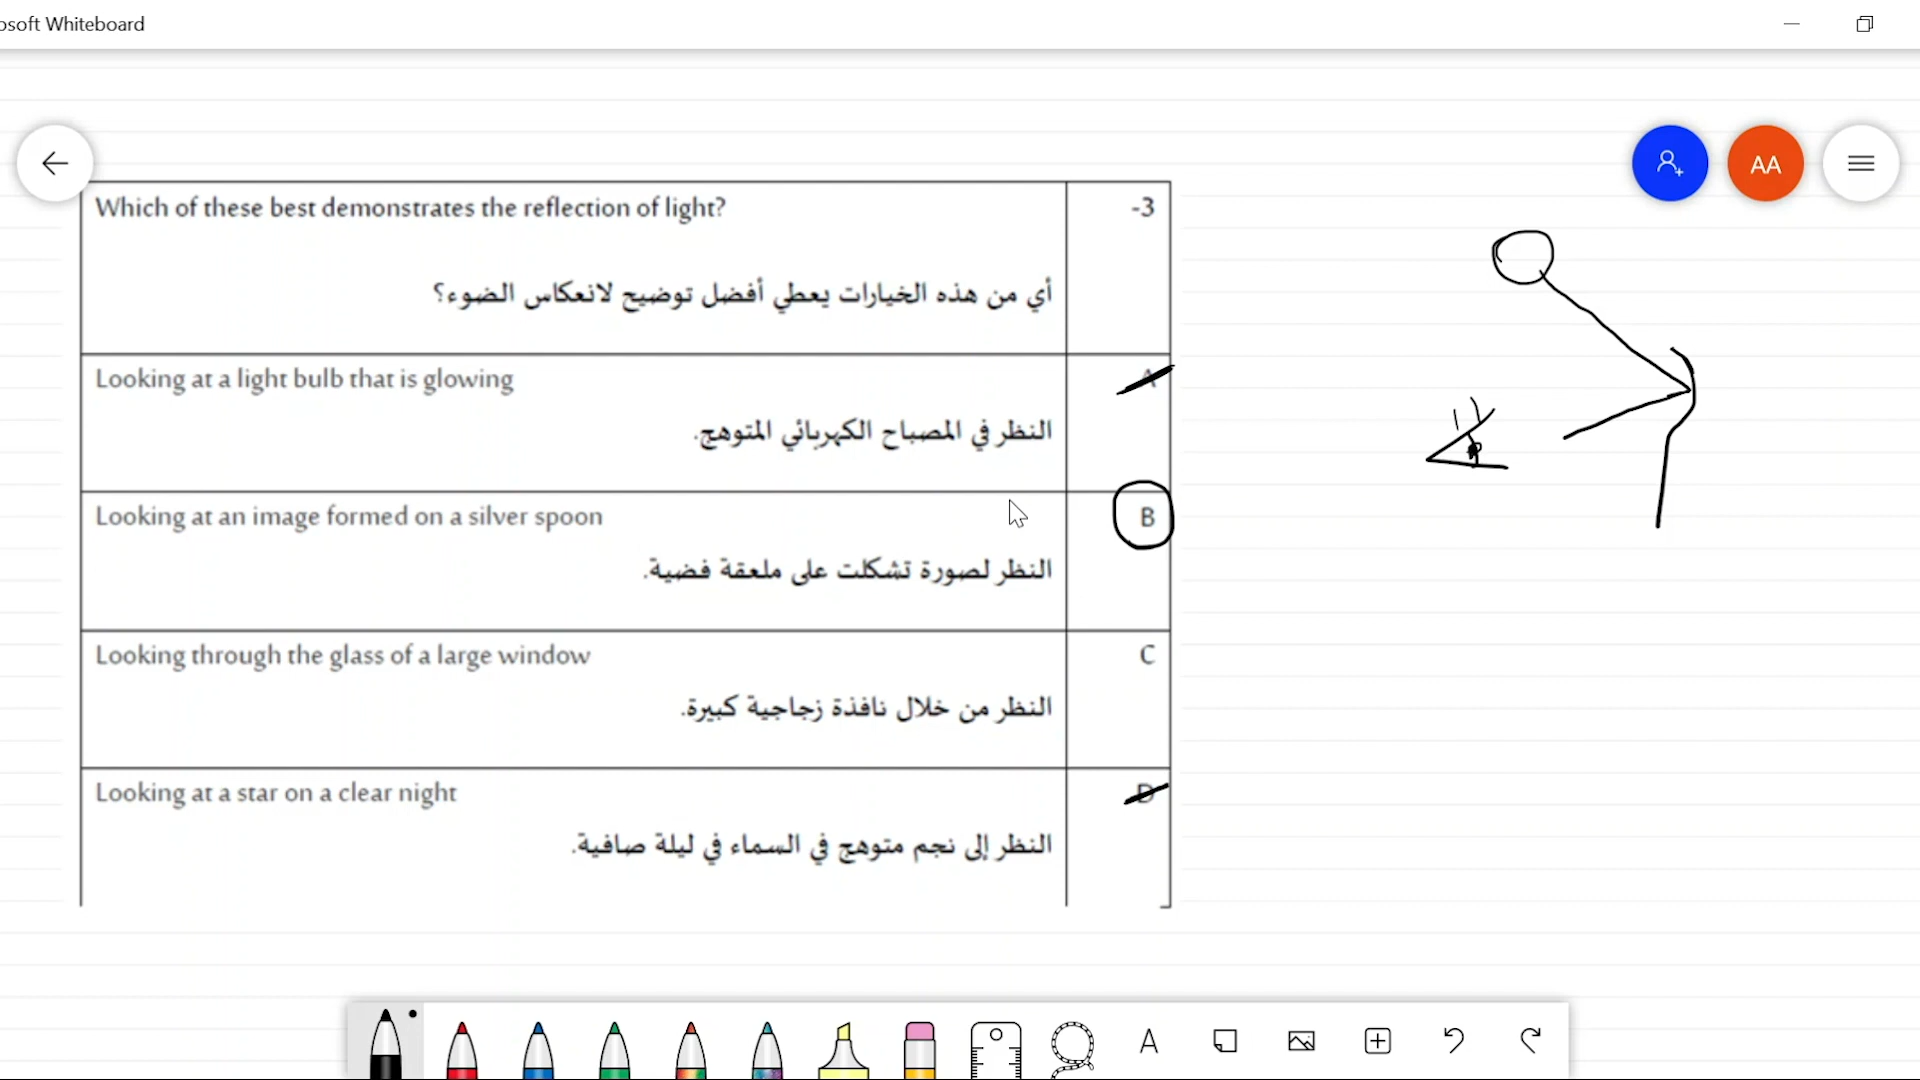 osoft Whiteboard
AA
Which of these best demonstrates the reflection of light?
-3
أي من هذه الخيارات يعطي أفضل توضيح لانعكاس الضوء؟
Looking at a light bulb that is glowing
A
النظر في المصباح الكهربائي المتوهج.
Looking at an image formed on a silver spoon
B
النظر لصورة تشكلت على ملعقة فضية.
Looking through the glass of a large window
C
النظر من خلال نافذة زجاجية كبيرة.
Looking at a star on a clear night
D
النظر إلى نجم متوهج في السماء في ليلة صافية.
A